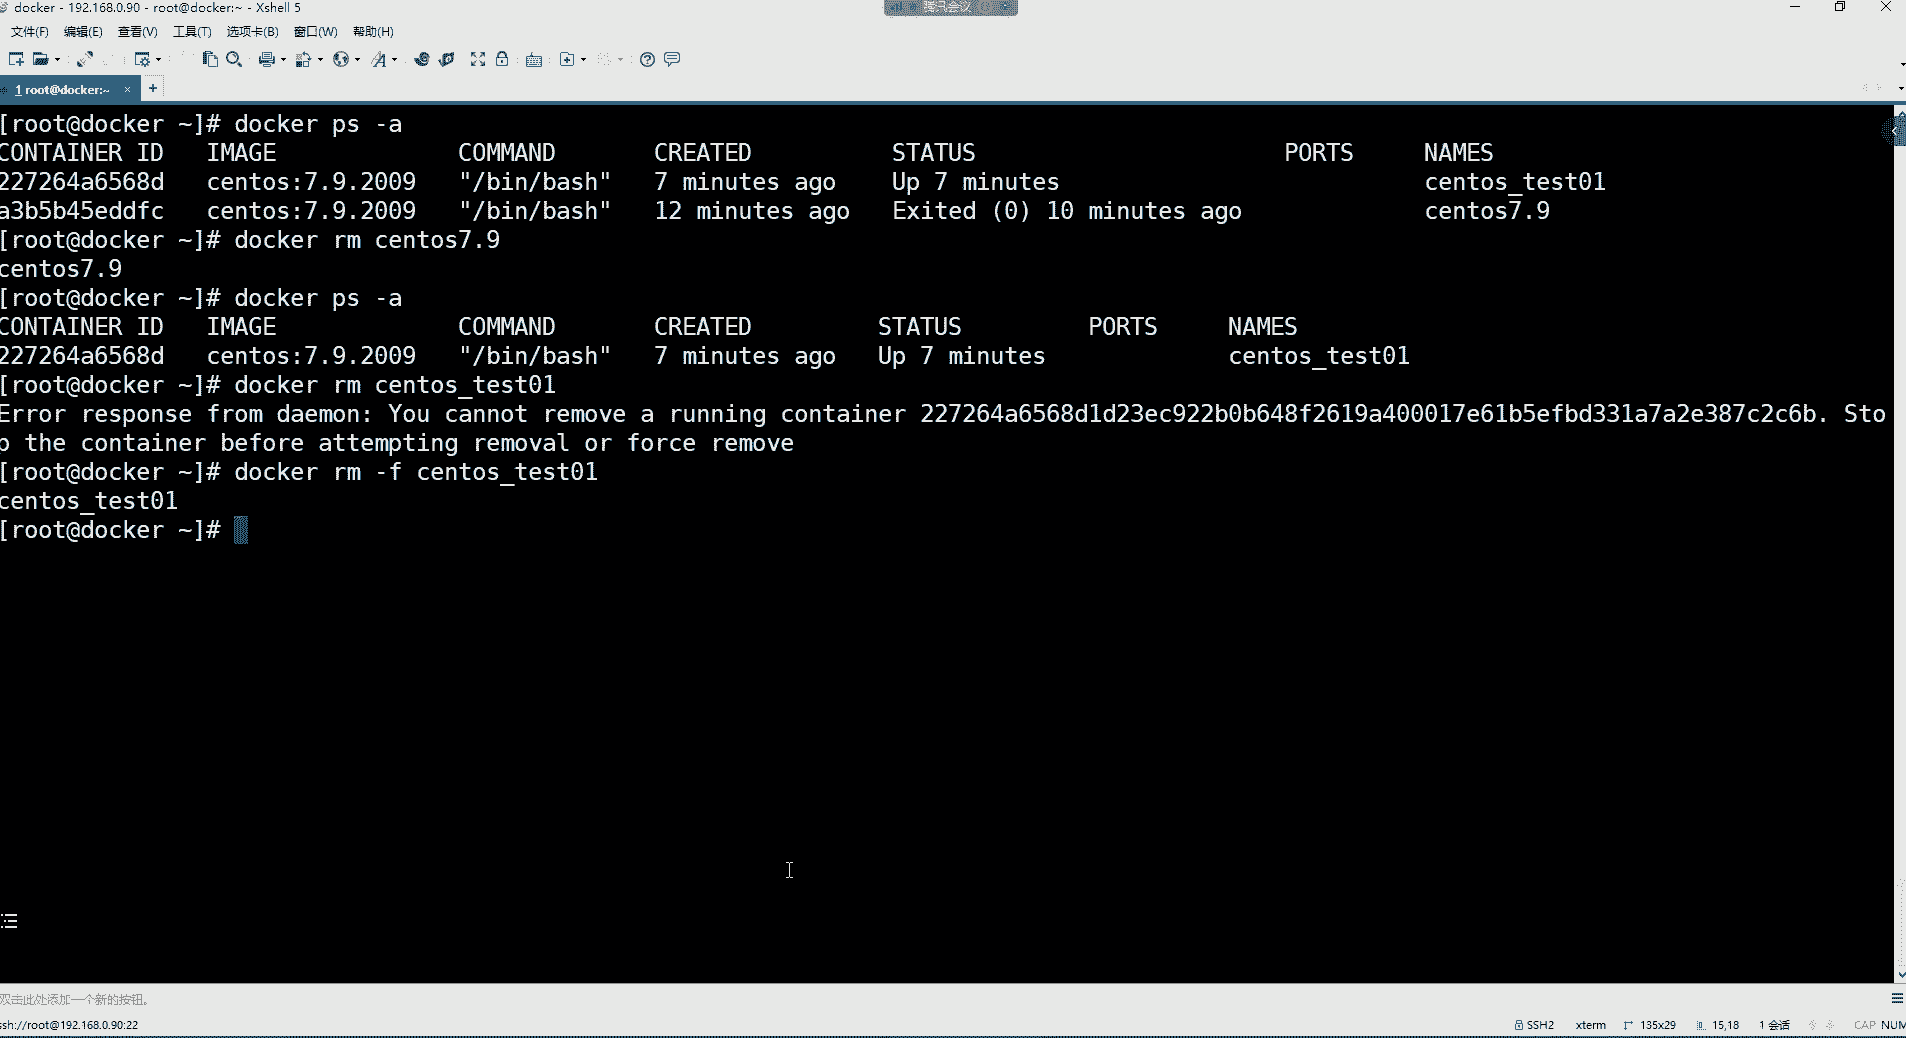 docker - 192.168.0.90 - root@docker:~ - Xshell 5
腾讯会议
文件(F) 编辑(E) 查看(V) 工具(T) 选项卡(B) 窗口(W) 帮助(H)
1 root@docker:~ × +
[root@docker ~]# docker ps -a
CONTAINER ID   IMAGE             COMMAND       CREATED          STATUS                      PORTS     NAMES
227264a6568d   centos:7.9.2009   "/bin/bash"   7 minutes ago    Up 7 minutes                          centos_test01
a3b5b45eddfc   centos:7.9.2009   "/bin/bash"   12 minutes ago   Exited (0) 10 minutes ago             centos7.9
[root@docker ~]# docker rm centos7.9
centos7.9
[root@docker ~]# docker ps -a
CONTAINER ID   IMAGE             COMMAND       CREATED         STATUS         PORTS     NAMES
227264a6568d   centos:7.9.2009   "/bin/bash"   7 minutes ago   Up 7 minutes             centos_test01
[root@docker ~]# docker rm centos_test01
Error response from daemon: You cannot remove a running container 227264a6568d1d23ec922b0b648f2619a400017e61b5efbd331a7a2e387c2c6b. Sto
p the container before attempting removal or force remove
[root@docker ~]# docker rm -f centos_test01
centos_test01
[root@docker ~]#
双击此处添加一个新的按钮。
ssh://root@192.168.0.90:22 SSH2 xterm 135x29 15,18 1 会话 CAP NUM